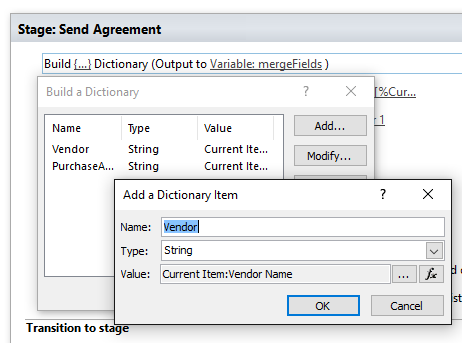 Stage: Send Agreement
Build {...} Dictionary (Output to Variable: mergeFields )
Build a Dictionary
? ×
[%Cur...
Name Type Value
Add...
r 1
Vendor String Current Ite...
PurchaseA... String Current Ite...
Modify...
Add a Dictionary Item
? ×
Name: Vendor
Type: String
Value: Current Item:Vendor Name ... fx
OK Cancel
Transition to stage